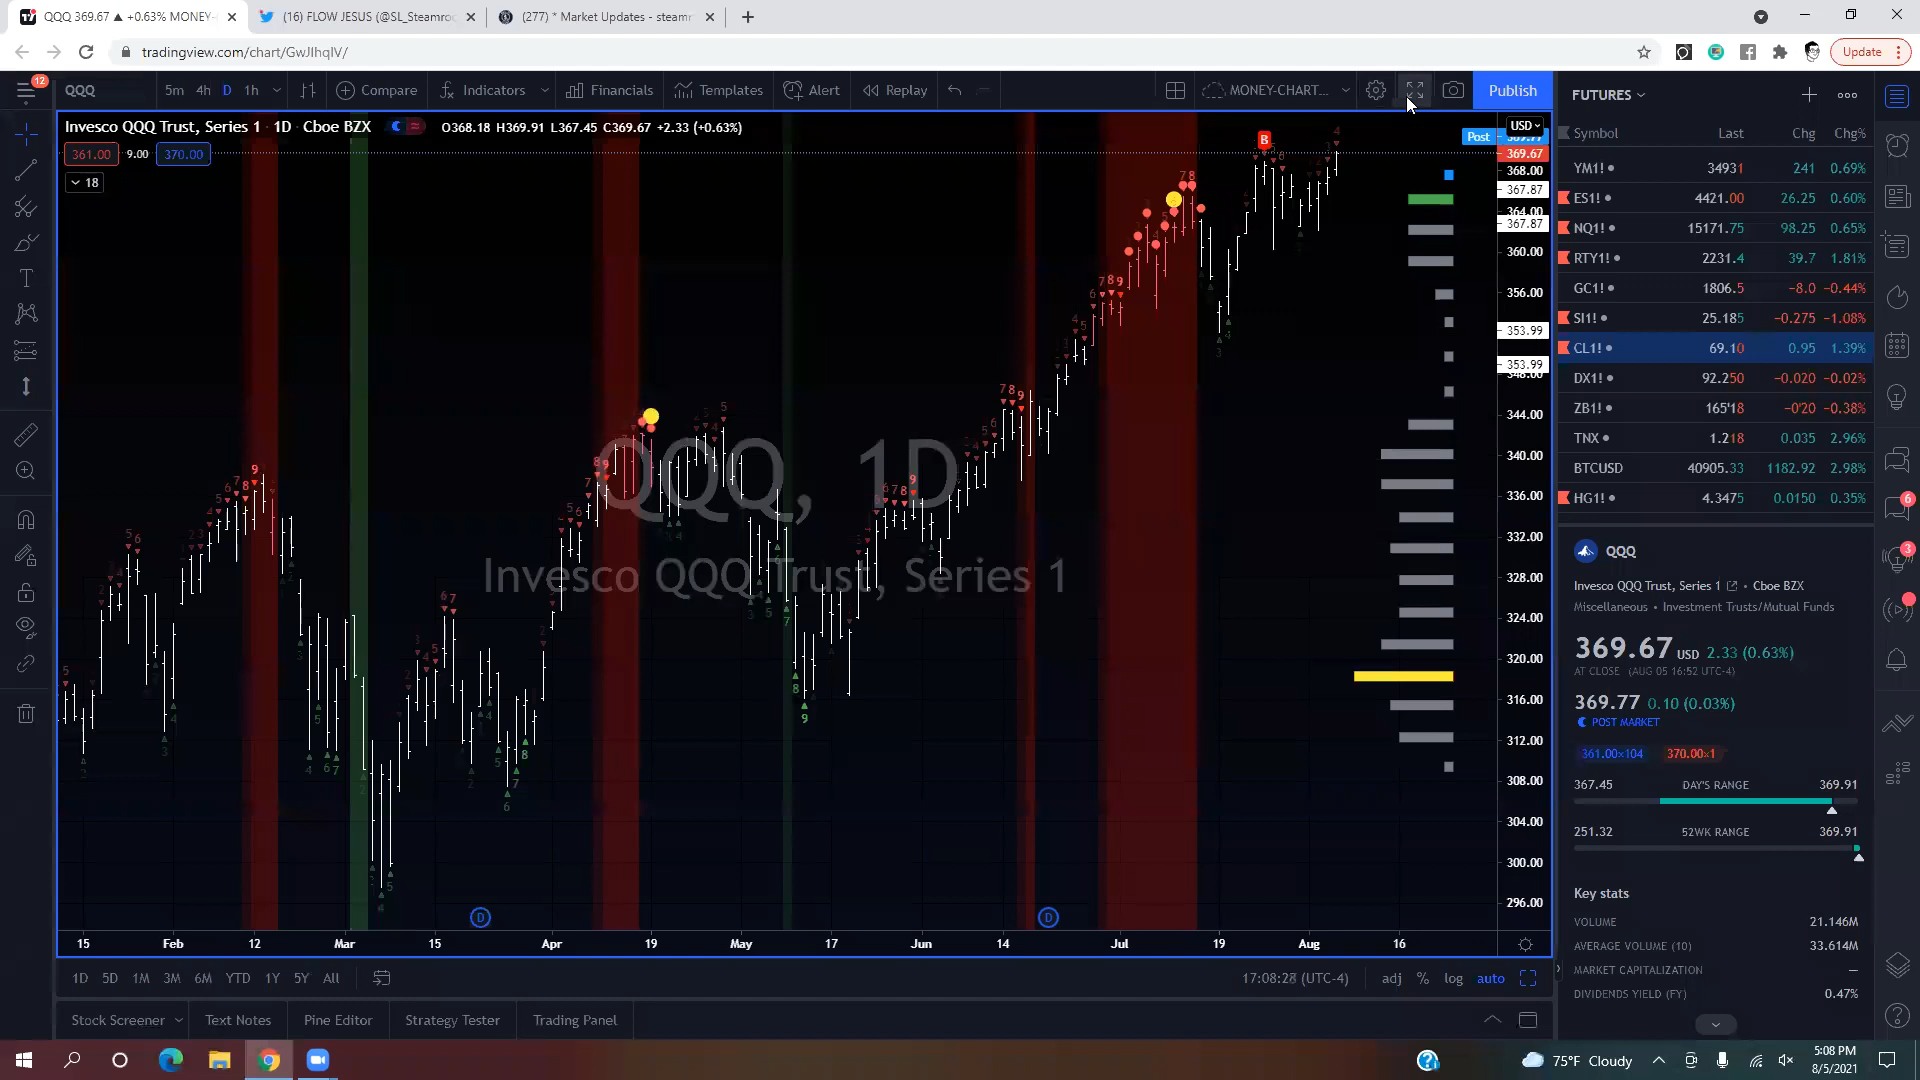 QQQ 369.67 ▲ +0.63% MONEY-
(16) FLOW JESUS (@SL_Steamro
(277) * Market Updates - steamr
tradingview.com/chart/GwJIhqIV/
Update
12
QQQ
5m 4h D 1h
Compare
Indicators
Financials
Templates
Alert
Replay
MONEY-CHART...
Publish
Invesco QQQ Trust, Series 1 · 1D · Cboe BZX
O368.18 H369.91 L367.45 C369.67 +2.33 (+0.63%)
361.00 9.00 370.00
18
QQQ, 1D
Invesco QQQ Trust, Series 1
B
USD
Post
369.67
368.00
367.87
364.00
367.87
360.00
356.00
353.99
353.99
348.00
344.00
340.00
336.00
332.00
328.00
324.00
320.00
316.00
312.00
308.00
304.00
300.00
296.00
D D
15 Feb 12 Mar 15 Apr 19 May 17 Jun 14 Jul 19 Aug 16
1D 5D 1M 3M 6M YTD 1Y 5Y All
17:08:28 (UTC-4) adj % log auto
Stock Screener
Text Notes
Pine Editor
Strategy Tester
Trading Panel
FUTURES
Symbol Last Chg Chg%
YM1! 34931 241 0.69%
ES1! 4421.00 26.25 0.60%
NQ1! 15171.75 98.25 0.65%
RTY1! 2231.4 39.7 1.81%
GC1! 1806.5 −8.0 −0.44%
SI1! 25.185 −0.275 −1.08%
CL1! 69.10 0.95 1.39%
DX1! 92.250 −0.020 −0.02%
ZB1! 165'18 −0'20 −0.38%
TNX 1.218 0.035 2.96%
BTCUSD 40905.33 1182.92 2.98%
HG1! 4.3475 0.0150 0.35%
QQQ
Invesco QQQ Trust, Series 1 • Cboe BZX
Miscellaneous • Investment Trusts/Mutual Funds
369.67 USD 2.33 (0.63%)
AT CLOSE (AUG 05 16:52 UTC-4)
369.77 0.10 (0.03%)
POST MARKET
361.00×104 370.00×1
367.45 DAY'S RANGE 369.91
251.32 52WK RANGE 369.91
Key stats
VOLUME 21.146M
AVERAGE VOLUME (10) 33.614M
MARKET CAPITALIZATION —
DIVIDENDS YIELD (FY) 0.47%
6
3
75°F Cloudy
5:08 PM
8/5/2021